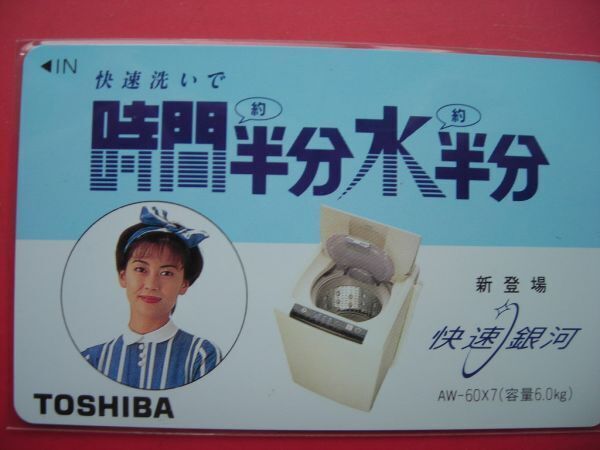 ◀IN
快速洗いで
時間約半分水約半分
新登場
快速銀河
AW-60X7(容量6.0kg)
TOSHIBA